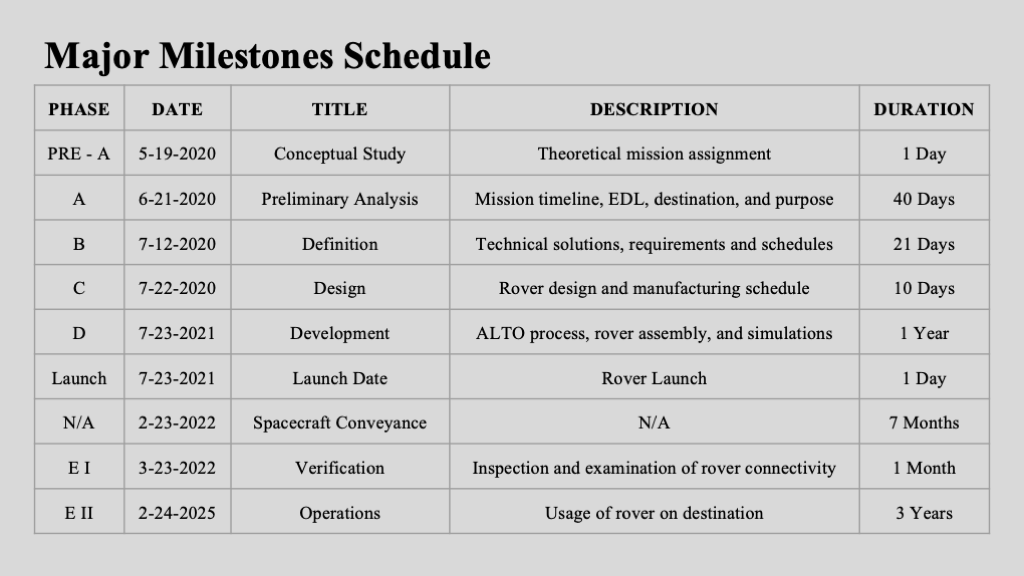 Major Milestones Schedule
PHASE DATE TITLE DESCRIPTION DURATION
PRE - A 5-19-2020 Conceptual Study Theoretical mission assignment 1 Day
A 6-21-2020 Preliminary Analysis Mission timeline, EDL, destination, and purpose 40 Days
B 7-12-2020 Definition Technical solutions, requirements and schedules 21 Days
C 7-22-2020 Design Rover design and manufacturing schedule 10 Days
D 7-23-2021 Development ALTO process, rover assembly, and simulations 1 Year
Launch 7-23-2021 Launch Date Rover Launch 1 Day
N/A 2-23-2022 Spacecraft Conveyance N/A 7 Months
E I 3-23-2022 Verification Inspection and examination of rover connectivity 1 Month
E II 2-24-2025 Operations Usage of rover on destination 3 Years